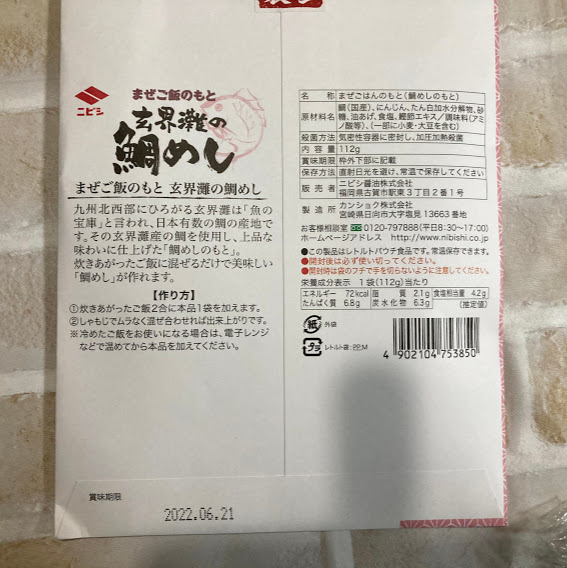 ニビシ
まぜご飯のもと
玄界灘の
鯛めし
まぜご飯のもと 玄界灘の鯛めし
九州北西部にひろがる玄界灘は「魚の
宝庫」と言われ、日本有数の鯛の産地で
す。その玄界灘産の鯛を使用し、上品な
味わいに仕上げた「鯛めしのもと」。
炊きあがったご飯に混ぜるだけで美味しい
「鯛めし」が作れます。
【作り方】
①炊きあがったご飯2合に本品1袋を加えます。
②しゃもじでムラなく混ぜ合わせれば出来上がりです。
※冷めたご飯をお使いになる場合は、電子レンジ
などで温めてから本品を加えてください。
名称 まぜごはんのもと(鯛めしのもと)
原材料名 鯛(国産)、にんじん、たん白加水分解物、砂
糖、油あげ、食塩、鰹節エキス/調味料(アミ
ノ酸等)、(一部に小麦・大豆を含む)
殺菌方法 気密性容器に密封し、加圧加熱殺菌
内容量 112g
賞味期限 枠外下部に記載
保存方法 直射日光を避け、常温で保存してください
販売者 ニビシ醤油株式会社
福岡県古賀市駅東3丁目2番1号
製造所 カンショク株式会社
宮崎県日向市大字塩見 13663 番地
お客様相談室 0120-797888(平日8:30~17:00)
ホームページアドレス http://www.nibishi.co.jp
●この製品はレトルトパウチ食品です。常温保存できます。
●開封後は必ず使い切ってください。
●開封時は袋のフチで手を切らないように注意してください。
栄養成分表示 1袋(112g)当たり
エネルギー 72kcal 脂質 2.1g 食塩相当量 4.2g
たんぱく質 6.8g 炭水化物 6.3g (推定値)
紙 外袋
プラ レトルト袋:PP,M
4 902104 753850
賞味期限
2022.06.21